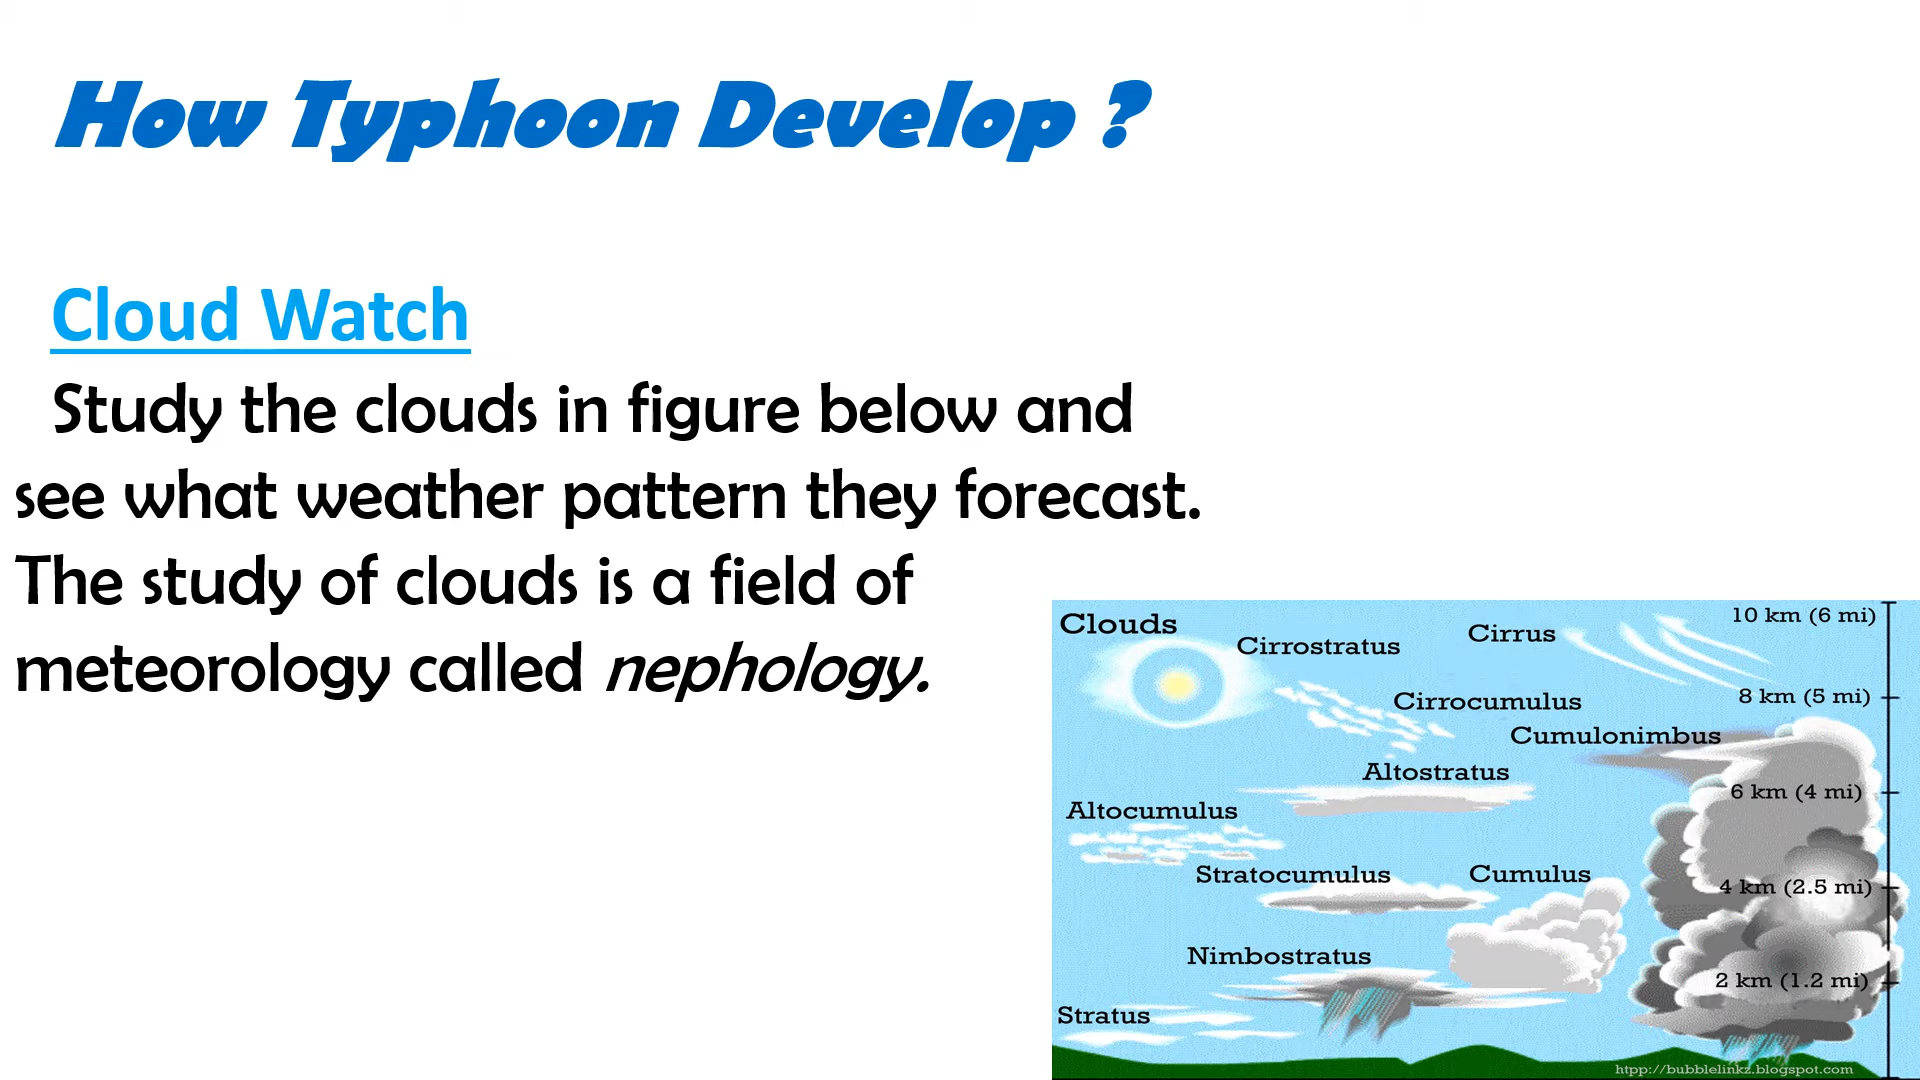 How Typhoon Develop ?
Cloud Watch
Study the clouds in figure below and
see what weather pattern they forecast.
The study of clouds is a field of
meteorology called nephology.
Clouds
Cirrostratus
Cirrus
10 km (6 mi)
Cirrocumulus
8 km (5 mi)
Cumulonimbus
Altostratus
6 km (4 mi)
Altocumulus
Stratocumulus
Cumulus
4 km (2.5 mi)
Nimbostratus
2 km (1.2 mi)
Stratus
htpp://bubblelinkz.blogspot.com